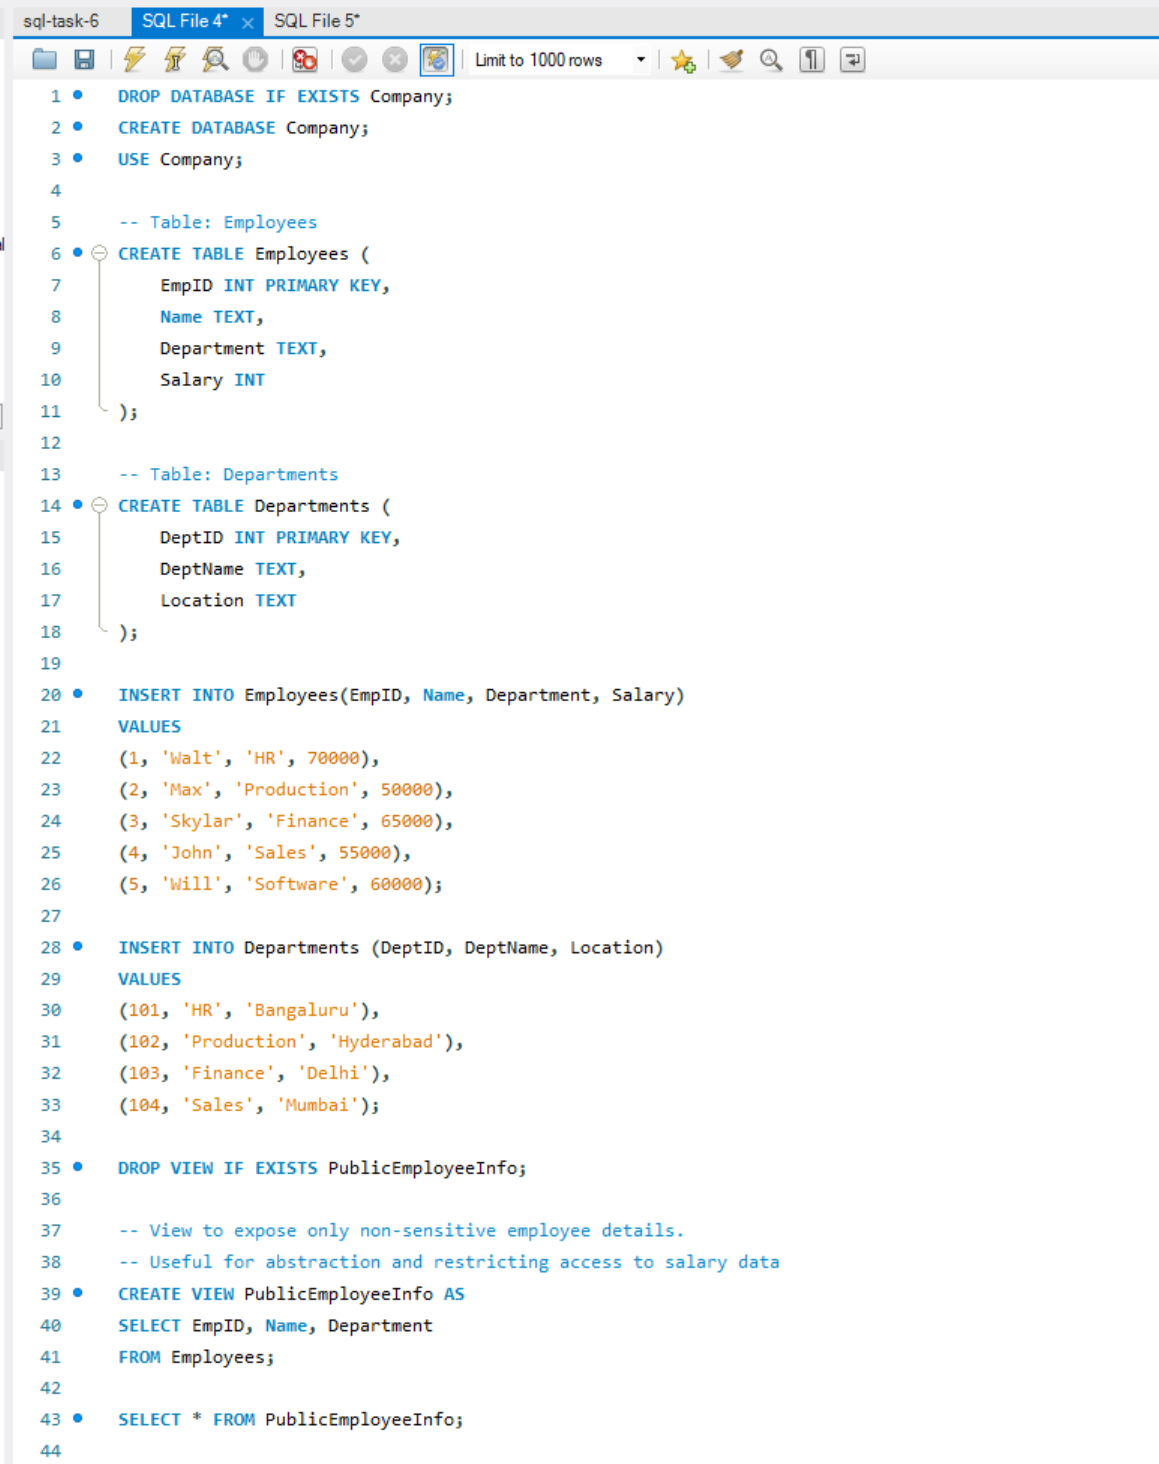 sql-task-6 SQL File 4* SQL File 5*
Limit to 1000 rows
1 DROP DATABASE IF EXISTS Company;
2 CREATE DATABASE Company;
3 USE Company;
4
5 -- Table: Employees
6 CREATE TABLE Employees (
7 EmpID INT PRIMARY KEY,
8 Name TEXT,
9 Department TEXT,
10 Salary INT
11 );
12
13 -- Table: Departments
14 CREATE TABLE Departments (
15 DeptID INT PRIMARY KEY,
16 DeptName TEXT,
17 Location TEXT
18 );
19
20 INSERT INTO Employees(EmpID, Name, Department, Salary)
21 VALUES
22 (1, 'Walt', 'HR', 70000),
23 (2, 'Max', 'Production', 50000),
24 (3, 'Skylar', 'Finance', 65000),
25 (4, 'John', 'Sales', 55000),
26 (5, 'Will', 'Software', 60000);
27
28 INSERT INTO Departments (DeptID, DeptName, Location)
29 VALUES
30 (101, 'HR', 'Bangaluru'),
31 (102, 'Production', 'Hyderabad'),
32 (103, 'Finance', 'Delhi'),
33 (104, 'Sales', 'Mumbai');
34
35 DROP VIEW IF EXISTS PublicEmployeeInfo;
36
37 -- View to expose only non-sensitive employee details.
38 -- Useful for abstraction and restricting access to salary data
39 CREATE VIEW PublicEmployeeInfo AS
40 SELECT EmpID, Name, Department
41 FROM Employees;
42
43 SELECT * FROM PublicEmployeeInfo;
44